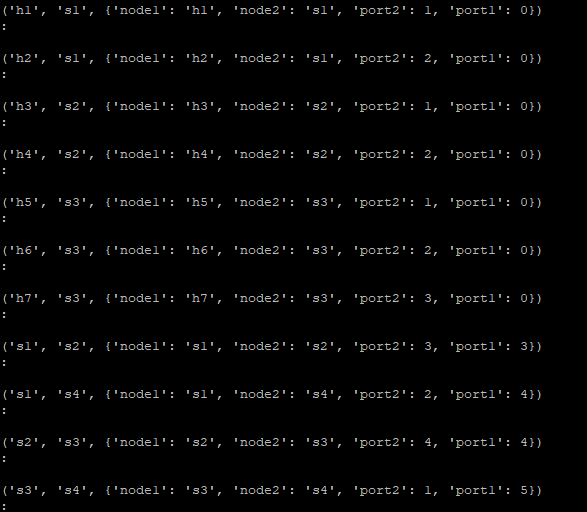 ('h1', 's1', {'node1': 'h1', 'node2': 's1', 'port2': 1, 'port1': 0})
:
('h2', 's1', {'node1': 'h2', 'node2': 's1', 'port2': 2, 'port1': 0})
:
('h3', 's2', {'node1': 'h3', 'node2': 's2', 'port2': 1, 'port1': 0})
:
('h4', 's2', {'node1': 'h4', 'node2': 's2', 'port2': 2, 'port1': 0})
:
('h5', 's3', {'node1': 'h5', 'node2': 's3', 'port2': 1, 'port1': 0})
:
('h6', 's3', {'node1': 'h6', 'node2': 's3', 'port2': 2, 'port1': 0})
:
('h7', 's3', {'node1': 'h7', 'node2': 's3', 'port2': 3, 'port1': 0})
:
('s1', 's2', {'node1': 's1', 'node2': 's2', 'port2': 3, 'port1': 3})
:
('s1', 's4', {'node1': 's1', 'node2': 's4', 'port2': 2, 'port1': 4})
:
('s2', 's3', {'node1': 's2', 'node2': 's3', 'port2': 4, 'port1': 4})
:
('s3', 's4', {'node1': 's3', 'node2': 's4', 'port2': 1, 'port1': 5})
: